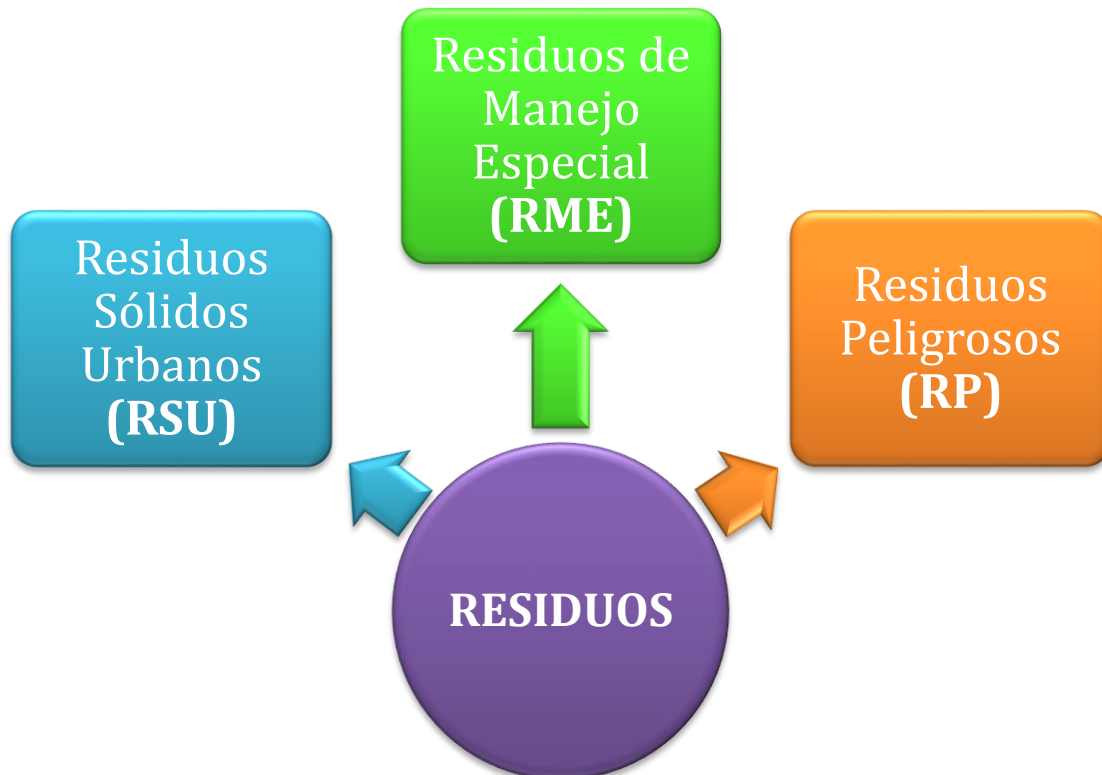 Residuos de
Manejo
Especial
(RME)
Residuos
Sólidos
Urbanos
(RSU)
Residuos
Peligrosos
(RP)
RESIDUOS